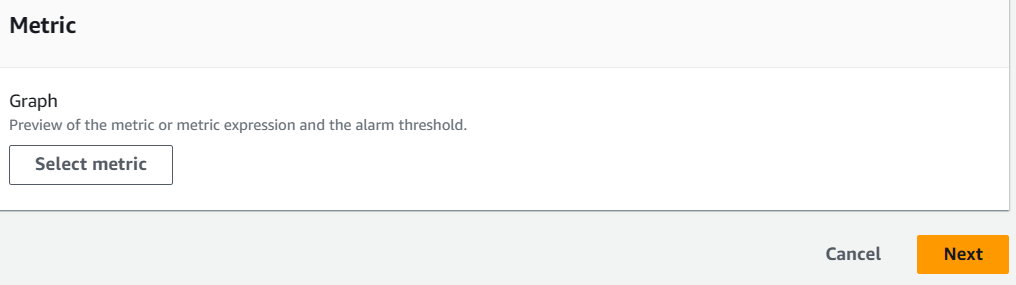 Metric
Graph
Preview of the metric or metric expression and the alarm threshold.
Select metric
Cancel
Next